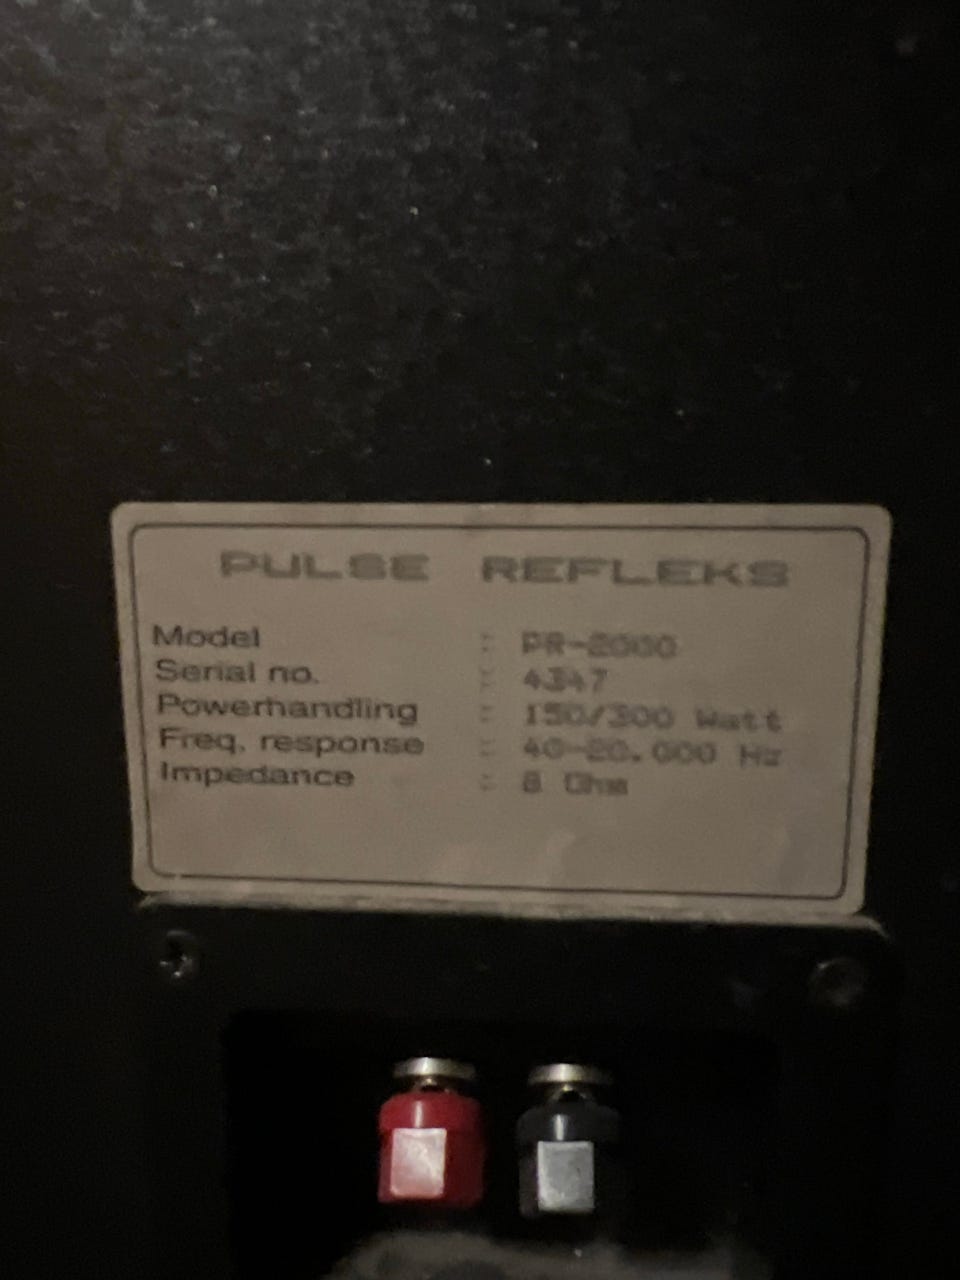 PULSE REFLEKS
Model : PR-2000
Serial no. : 4347
Powerhandling : 150/300 Watt
Freq. response : 40-20.000 Hz
Impedance : 8 Ohm